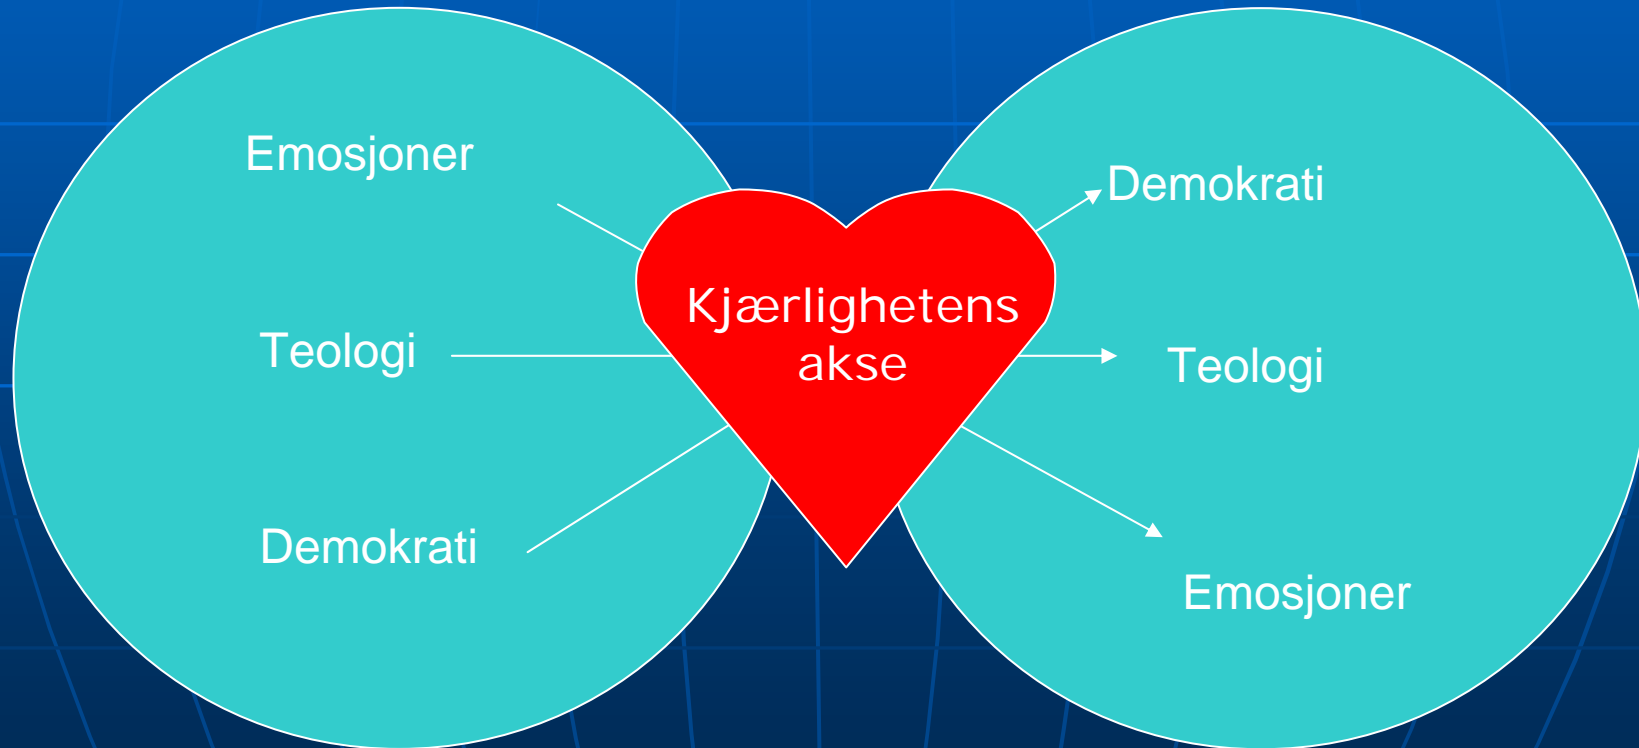 Emosjoner
Teologi
Demokrati
Kjærlighetens
akse
Demokrati
Teologi
Emosjoner